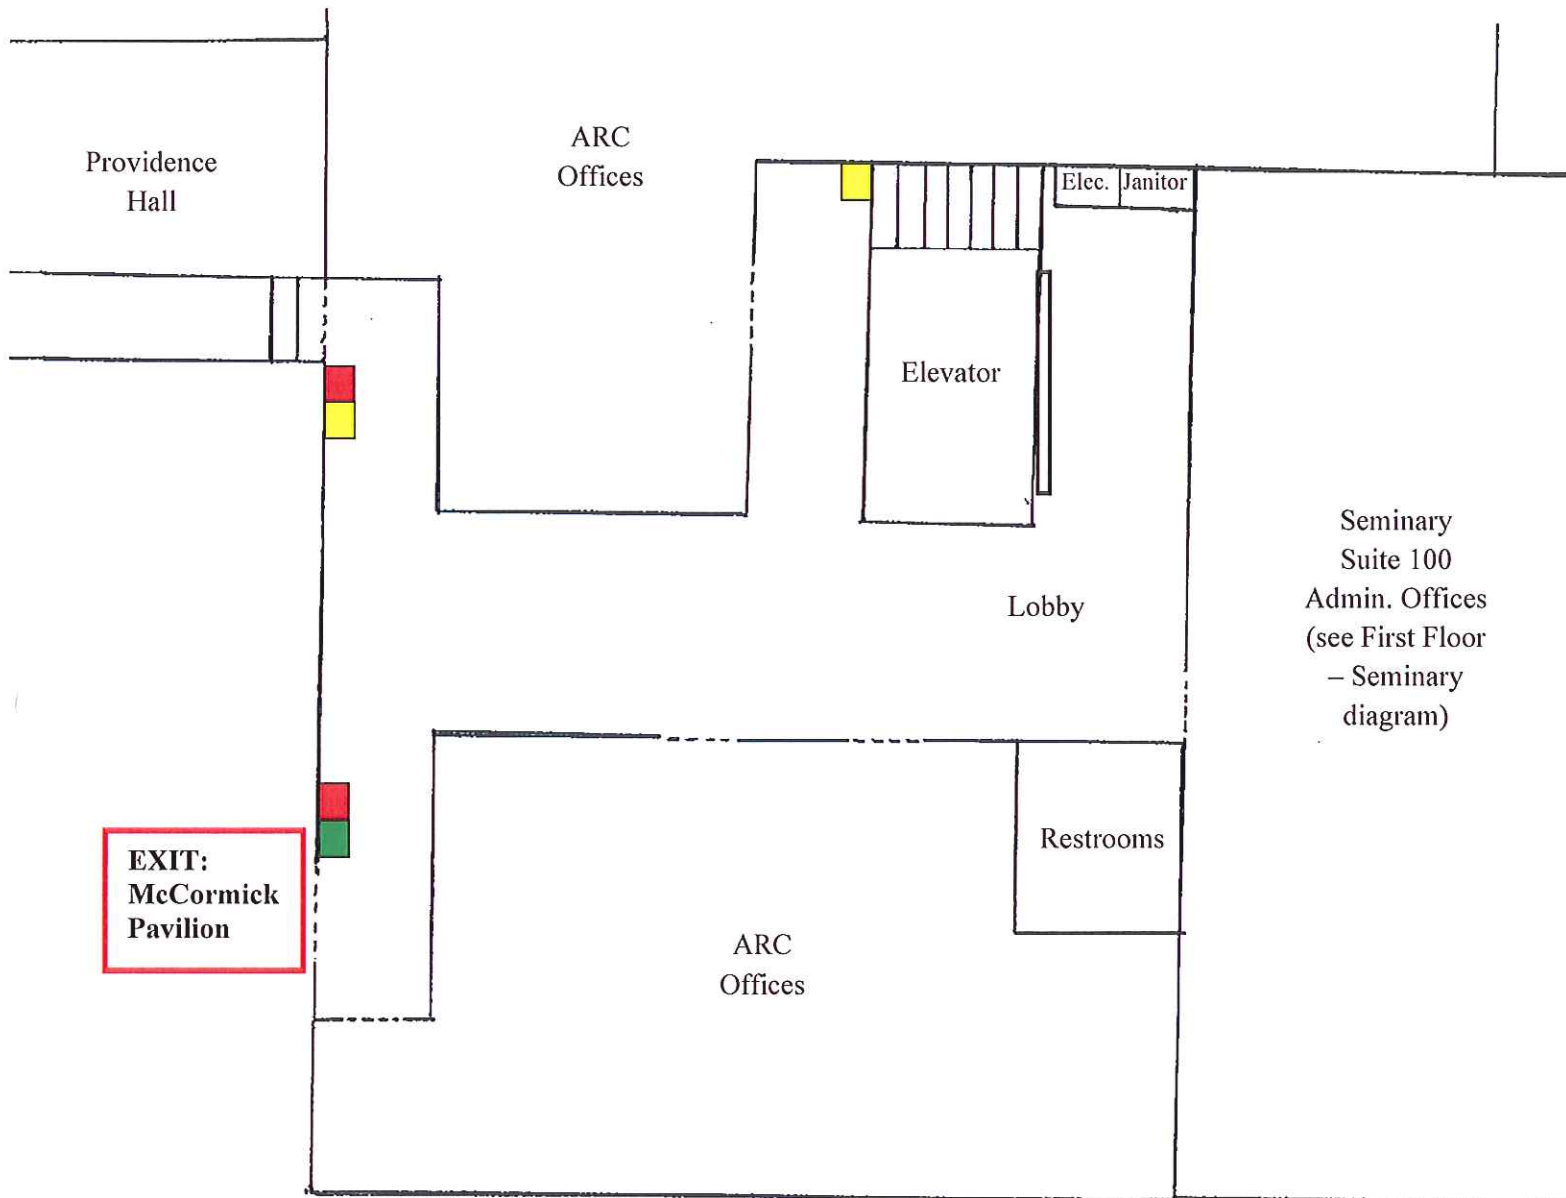 Providence
Hall
ARC
Offices
Elec.
Janitor
Elevator
Lobby
Seminary
Suite 100
Admin. Offices
(see First Floor
– Seminary
diagram)
Restrooms
EXIT:
McCormick
Pavilion
ARC
Offices